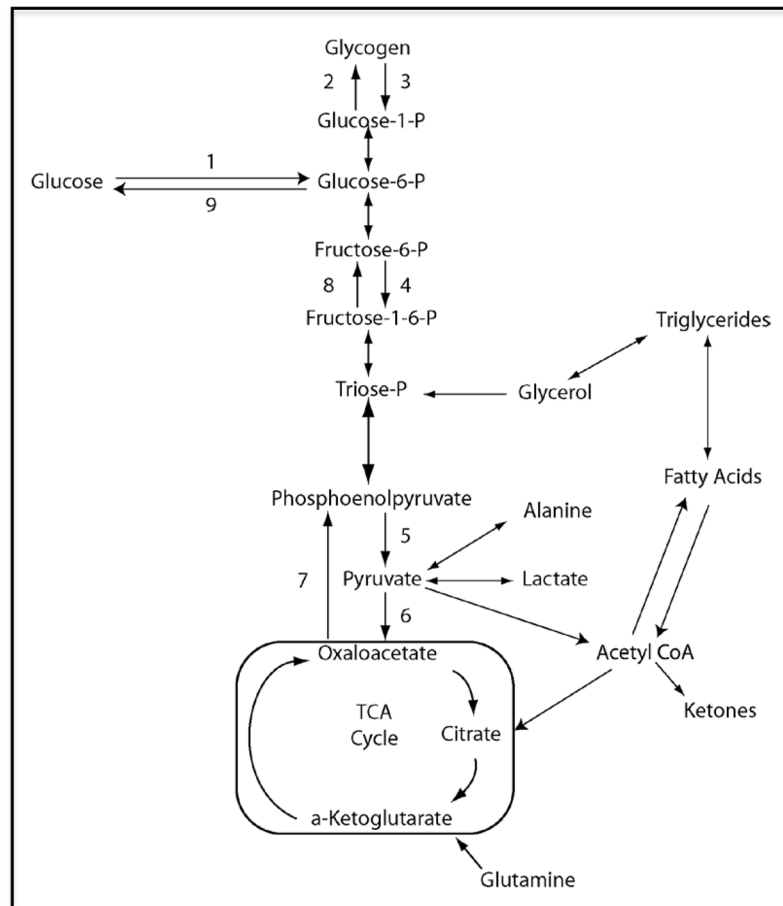 Glycogen
2 3
Glucose-1-P
1
Glucose Glucose-6-P
9
Fructose-6-P
8 4
Fructose-1-6-P
Triglycerides
Triose-P Glycerol
Fatty Acids
Phosphoenolpyruvate
Alanine
5
7 Pyruvate Lactate
6
Oxaloacetate Acetyl CoA
TCA
Cycle
Citrate
Ketones
a-Ketoglutarate
Glutamine